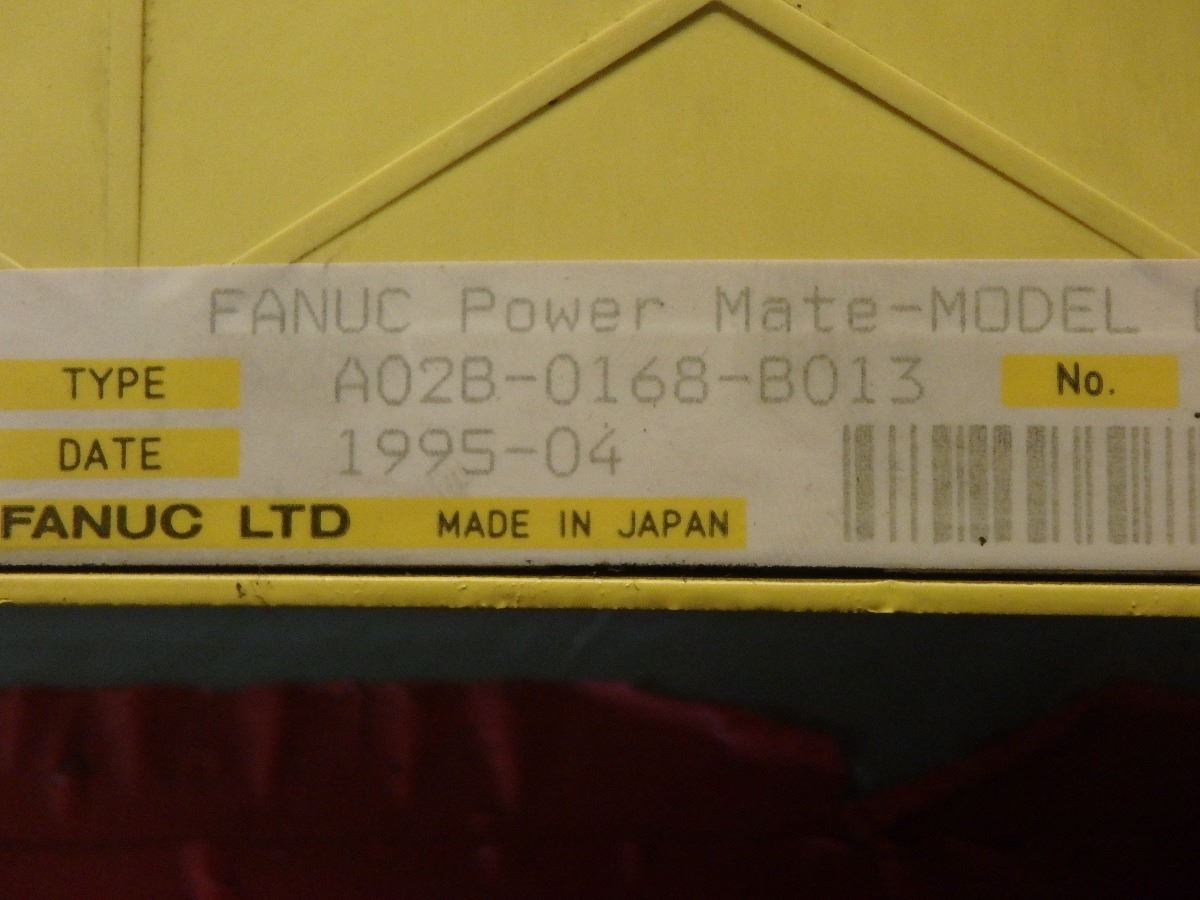 FANUC Power Mate-MODEL
TYPE A02B-0168-B013 No.
DATE 1995-04
FANUC LTD MADE IN JAPAN